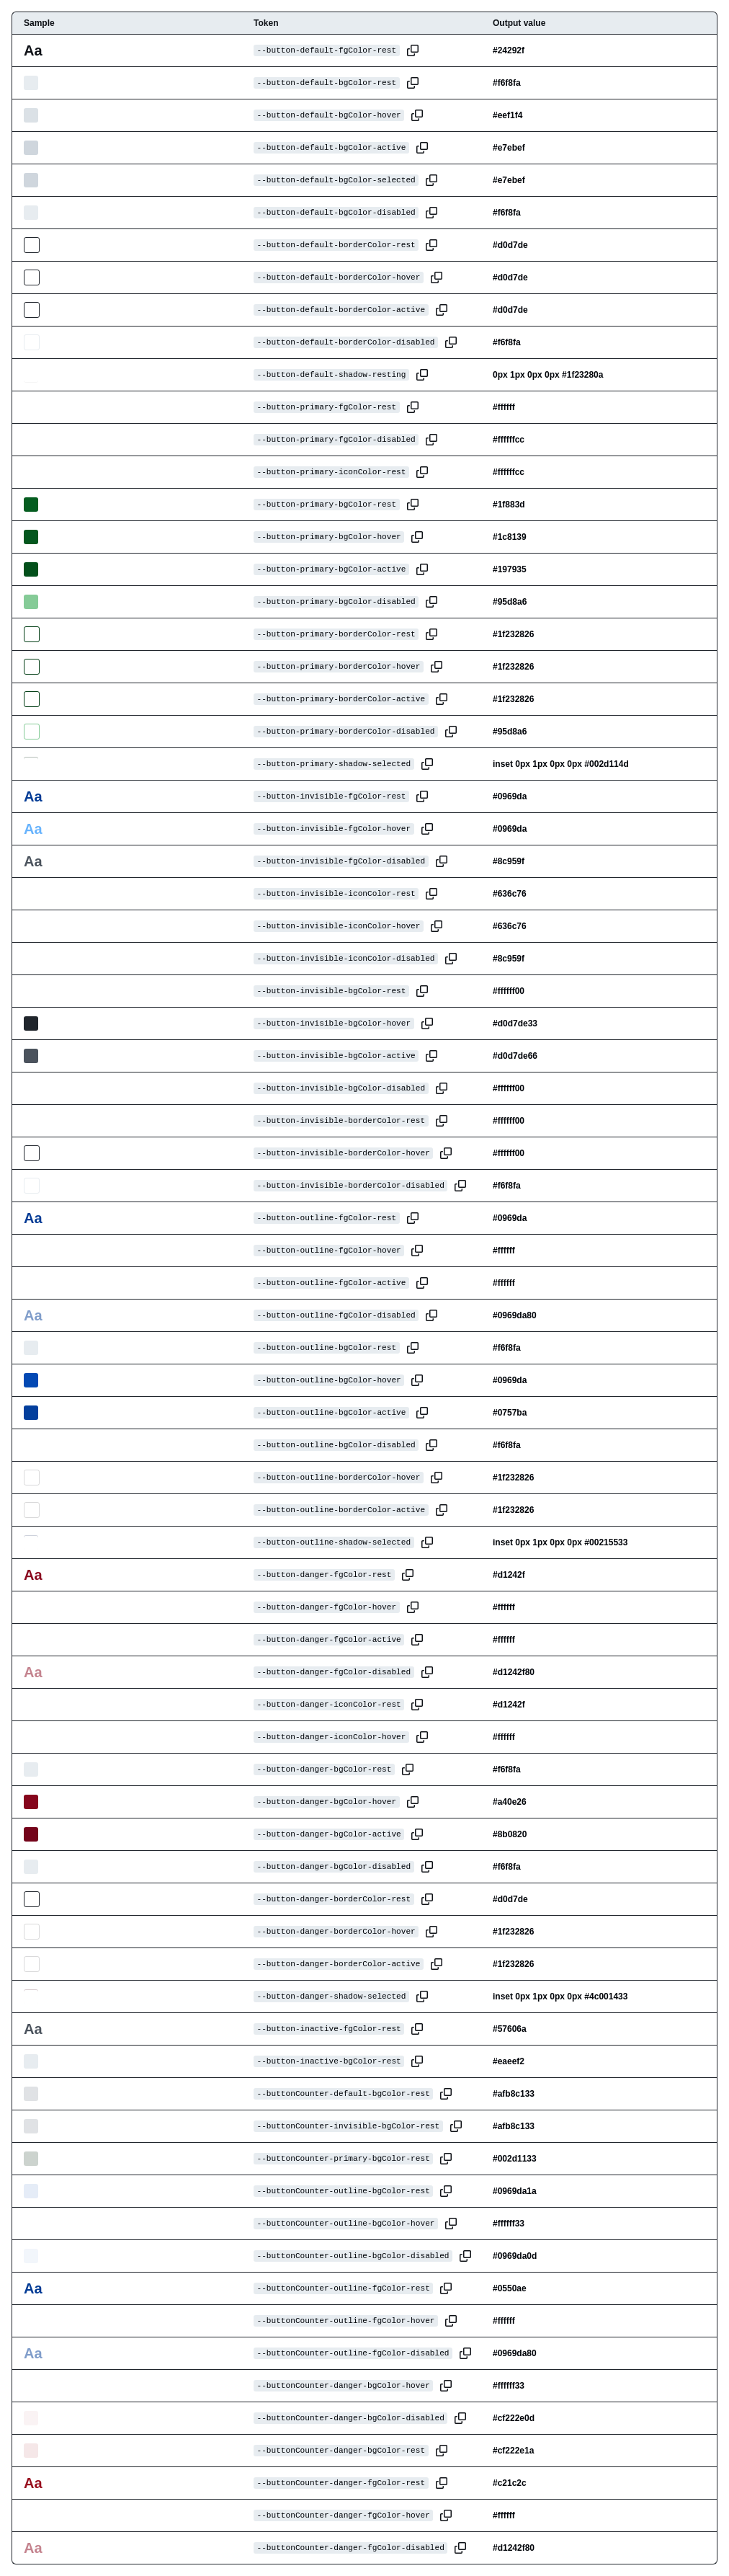 Sample Token Output value
Aa --button-default-fgColor-rest #24292f
--button-default-bgColor-rest #f6f8fa
--button-default-bgColor-hover #eef1f4
--button-default-bgColor-active #e7ebef
--button-default-bgColor-selected #e7ebef
--button-default-bgColor-disabled #f6f8fa
--button-default-borderColor-rest #d0d7de
--button-default-borderColor-hover #d0d7de
--button-default-borderColor-active #d0d7de
--button-default-borderColor-disabled #f6f8fa
--button-default-shadow-resting 0px 1px 0px 0px #1f23280a
--button-primary-fgColor-rest #ffffff
--button-primary-fgColor-disabled #ffffffcc
--button-primary-iconColor-rest #ffffffcc
--button-primary-bgColor-rest #1f883d
--button-primary-bgColor-hover #1c8139
--button-primary-bgColor-active #197935
--button-primary-bgColor-disabled #95d8a6
--button-primary-borderColor-rest #1f232826
--button-primary-borderColor-hover #1f232826
--button-primary-borderColor-active #1f232826
--button-primary-borderColor-disabled #95d8a6
--button-primary-shadow-selected inset 0px 1px 0px 0px #002d114d
Aa --button-invisible-fgColor-rest #0969da
Aa --button-invisible-fgColor-hover #0969da
Aa --button-invisible-fgColor-disabled #8c959f
--button-invisible-iconColor-rest #636c76
--button-invisible-iconColor-hover #636c76
--button-invisible-iconColor-disabled #8c959f
--button-invisible-bgColor-rest #ffffff00
--button-invisible-bgColor-hover #d0d7de33
--button-invisible-bgColor-active #d0d7de66
--button-invisible-bgColor-disabled #ffffff00
--button-invisible-borderColor-rest #ffffff00
--button-invisible-borderColor-hover #ffffff00
--button-invisible-borderColor-disabled #f6f8fa
Aa --button-outline-fgColor-rest #0969da
--button-outline-fgColor-hover #ffffff
--button-outline-fgColor-active #ffffff
Aa --button-outline-fgColor-disabled #0969da80
--button-outline-bgColor-rest #f6f8fa
--button-outline-bgColor-hover #0969da
--button-outline-bgColor-active #0757ba
--button-outline-bgColor-disabled #f6f8fa
--button-outline-borderColor-hover #1f232826
--button-outline-borderColor-active #1f232826
--button-outline-shadow-selected inset 0px 1px 0px 0px #00215533
Aa --button-danger-fgColor-rest #d1242f
--button-danger-fgColor-hover #ffffff
--button-danger-fgColor-active #ffffff
Aa --button-danger-fgColor-disabled #d1242f80
--button-danger-iconColor-rest #d1242f
--button-danger-iconColor-hover #ffffff
--button-danger-bgColor-rest #f6f8fa
--button-danger-bgColor-hover #a40e26
--button-danger-bgColor-active #8b0820
--button-danger-bgColor-disabled #f6f8fa
--button-danger-borderColor-rest #d0d7de
--button-danger-borderColor-hover #1f232826
--button-danger-borderColor-active #1f232826
--button-danger-shadow-selected inset 0px 1px 0px 0px #4c001433
Aa --button-inactive-fgColor-rest #57606a
--button-inactive-bgColor-rest #eaeef2
--buttonCounter-default-bgColor-rest #afb8c133
--buttonCounter-invisible-bgColor-rest #afb8c133
--buttonCounter-primary-bgColor-rest #002d1133
--buttonCounter-outline-bgColor-rest #0969da1a
--buttonCounter-outline-bgColor-hover #ffffff33
--buttonCounter-outline-bgColor-disabled #0969da0d
Aa --buttonCounter-outline-fgColor-rest #0550ae
--buttonCounter-outline-fgColor-hover #ffffff
Aa --buttonCounter-outline-fgColor-disabled #0969da80
--buttonCounter-danger-bgColor-hover #ffffff33
--buttonCounter-danger-bgColor-disabled #cf222e0d
--buttonCounter-danger-bgColor-rest #cf222e1a
Aa --buttonCounter-danger-fgColor-rest #c21c2c
--buttonCounter-danger-fgColor-hover #ffffff
Aa --buttonCounter-danger-fgColor-disabled #d1242f80